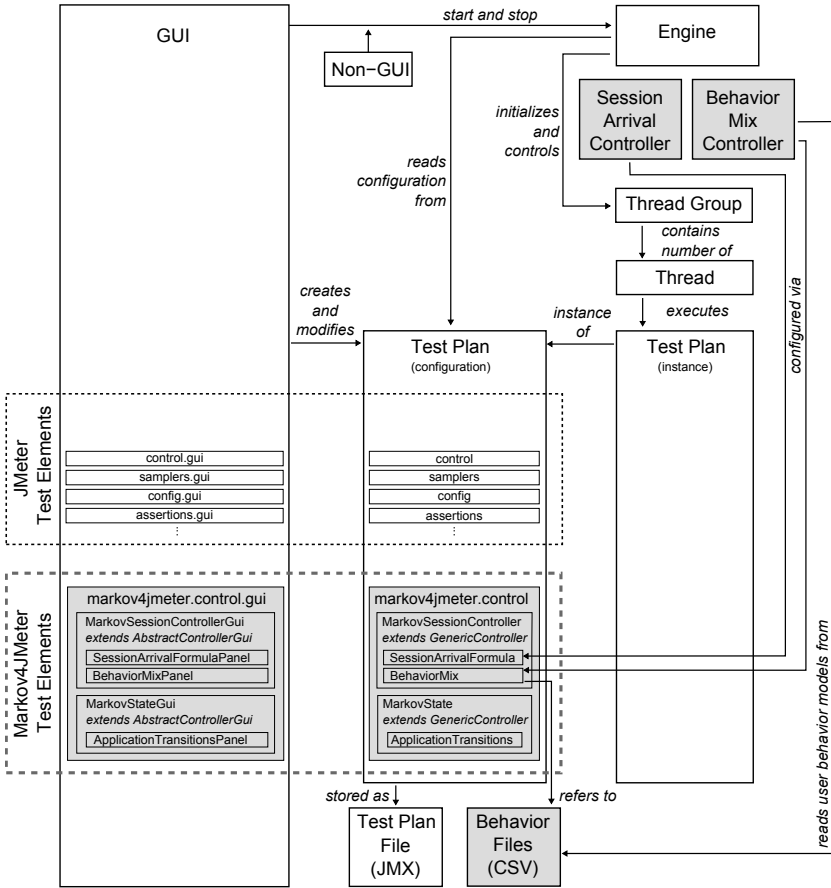 GUI
start and stop
Engine
Non−GUI
Session
Arrival
Controller
Behavior
Mix
Controller
initializes
and
controls
reads
configuration
from
Thread Group
contains
number of
Thread
creates
and
modifies
instance
of
executes
configured via
Test Plan
(configuration)
Test Plan
(instance)
JMeter
Test Elements
control.gui
samplers.gui
config.gui
assertions.gui
...
control
samplers
config
assertions
...
Markov4JMeter
Test Elements
markov4jmeter.control.gui
MarkovSessionControllerGui
extends AbstractControllerGui
SessionArrivalFormulaPanel
BehaviorMixPanel
MarkovStateGui
extends AbstractControllerGui
ApplicationTransitionsPanel
markov4jmeter.control
MarkovSessionController
extends GenericController
SessionArrivalFormula
BehaviorMix
MarkovState
extends GenericController
ApplicationTransitions
reads user behavior models from
stored as
refers to
Test Plan
File
(JMX)
Behavior
Files
(CSV)